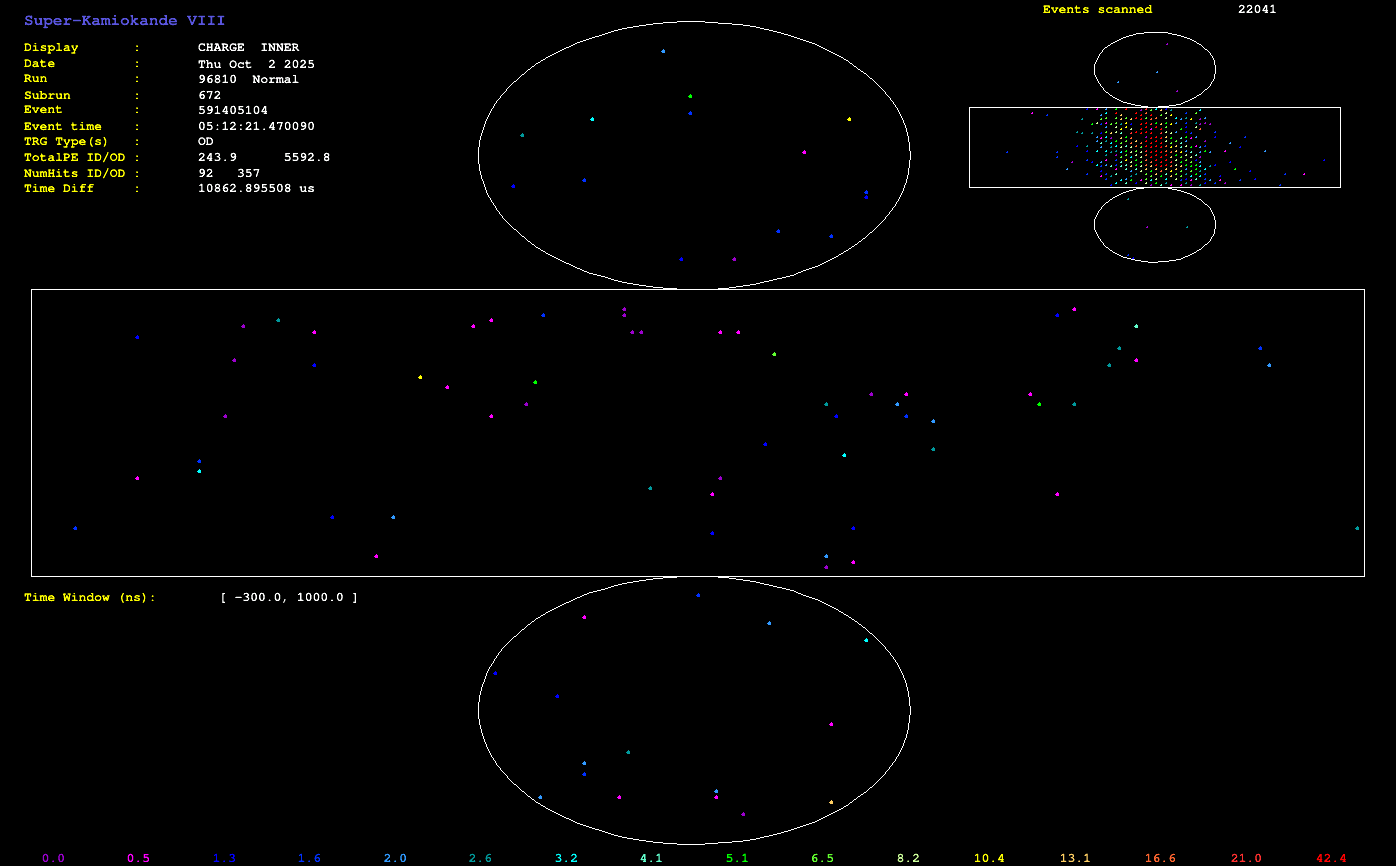 Super-Kamiokande VIII
Events scanned 22041
Display : CHARGE INNER
Date : Thu Oct 2 2025
Run : 96810 Normal
Subrun : 672
Event : 591405104
Event time : 05:12:21.470090
TRG Type(s) : OD
TotalPE ID/OD : 243.9 5592.8
NumHits ID/OD : 92 357
Time Diff : 10862.895508 us
Time Window (ns): [ -300.0, 1000.0 ]
0.0 0.5 1.3 1.6 2.0 2.6 3.2 4.1 5.1 6.5 8.2 10.4 13.1 16.6 21.0 42.4